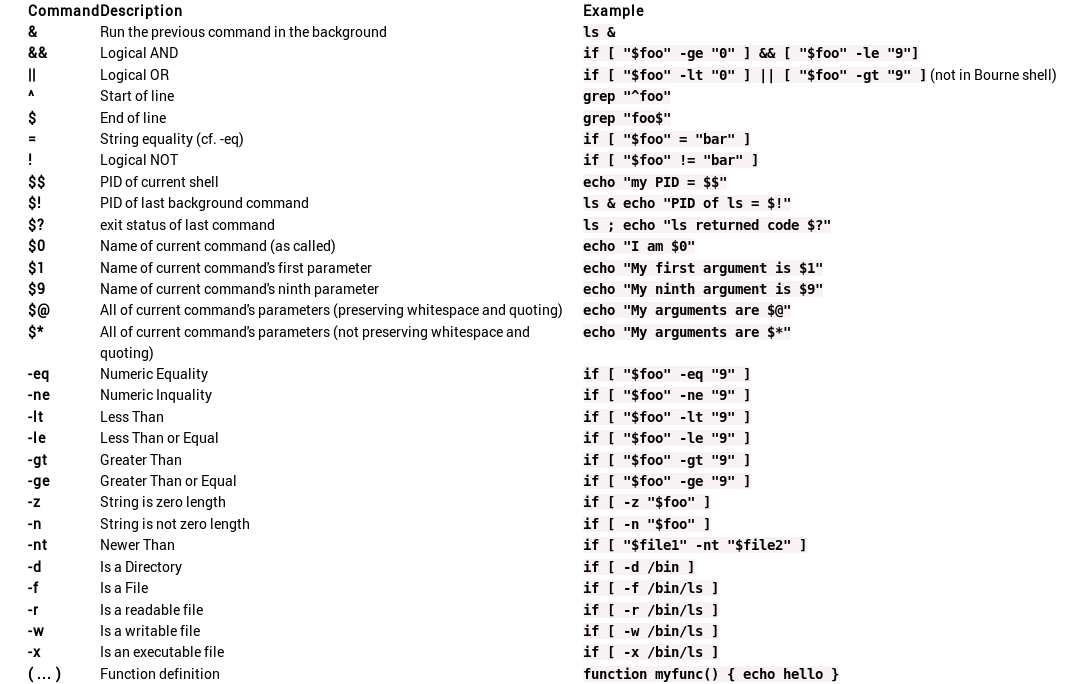 Command Description Example
& Run the previous command in the background ls &
&& Logical AND if [ "$foo" -ge "0" ] && [ "$foo" -le "9"]
|| Logical OR if [ "$foo" -lt "0" ] || [ "$foo" -gt "9" ] (not in Bourne shell)
^ Start of line grep "^foo"
$ End of line grep "foo$"
= String equality (cf. -eq) if [ "$foo" = "bar" ]
! Logical NOT if [ "$foo" != "bar" ]
$$ PID of current shell echo "my PID = $$"
$! PID of last background command ls & echo "PID of ls = $!"
$? exit status of last command ls ; echo "ls returned code $?"
$0 Name of current command (as called) echo "I am $0"
$1 Name of current command's first parameter echo "My first argument is $1"
$9 Name of current command's ninth parameter echo "My ninth argument is $9"
$@ All of current command's parameters (preserving whitespace and quoting) echo "My arguments are $@"
$* All of current command's parameters (not preserving whitespace and echo "My arguments are $*"
quoting)
-eq Numeric Equality if [ "$foo" -eq "9" ]
-ne Numeric Inquality if [ "$foo" -ne "9" ]
-lt Less Than if [ "$foo" -lt "9" ]
-le Less Than or Equal if [ "$foo" -le "9" ]
-gt Greater Than if [ "$foo" -gt "9" ]
-ge Greater Than or Equal if [ "$foo" -ge "9" ]
-z String is zero length if [ -z "$foo" ]
-n String is not zero length if [ -n "$foo" ]
-nt Newer Than if [ "$file1" -nt "$file2" ]
-d Is a Directory if [ -d /bin ]
-f Is a File if [ -f /bin/ls ]
-r Is a readable file if [ -r /bin/ls ]
-w Is a writable file if [ -w /bin/ls ]
-x Is an executable file if [ -x /bin/ls ]
( ... ) Function definition function myfunc() { echo hello }